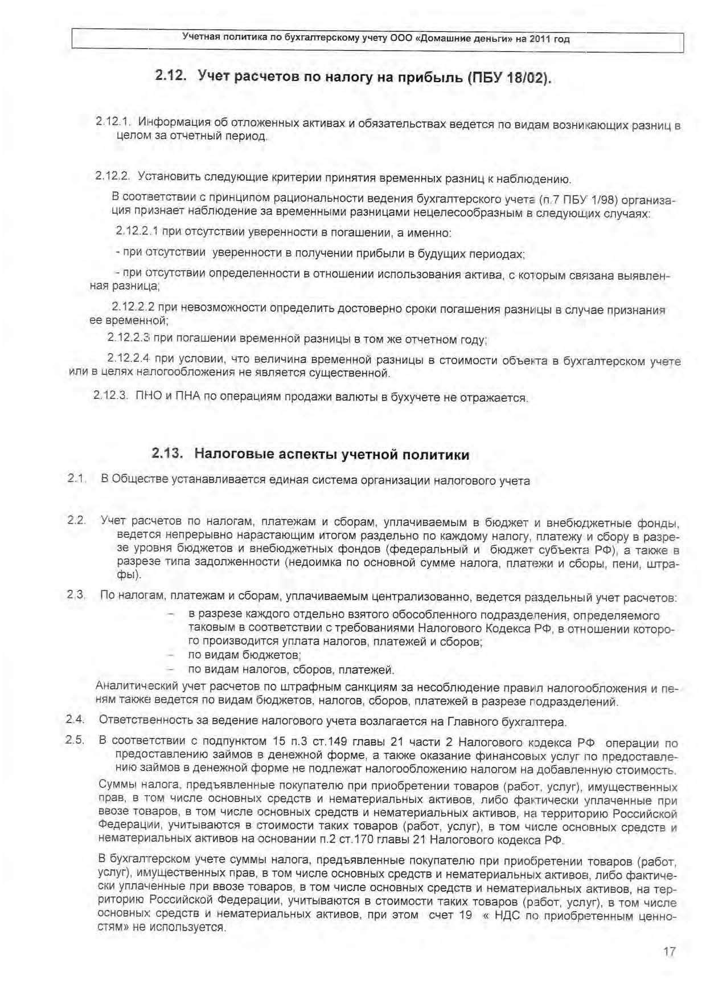 Учетная политика по бухгалтерскому учету ООО «Домашние деньги» на 2011 год
2.12. Учет расчетов по налогу на прибыль (ПБУ 18/02).
2.12.1. Информация об отложенных активах и обязательствах ведется по видам возникающих разниц в
целом за отчетный период.
2.12.2. Установить следующие критерии принятия временных разниц к наблюдению.
В соответствии с принципом рациональности ведения бухгалтерского учета (п.7 ПБУ 1/98) организа-
ция признает наблюдение за временными разницами нецелесообразным в следующих случаях:
2.12.2.1 при отсутствии уверенности в погашении, а именно:
- при отсутствии уверенности в получении прибыли в будущих периодах;
- при отсутствии определенности в отношении использования актива, с которым связана выявлен-
ная разница;
2.12.2.2 при невозможности определить достоверно сроки погашения разницы в случае признания
ее временной;
2.12.2.3 при погашении временной разницы в том же отчетном году;
2.12.2.4 при условии, что величина временной разницы в стоимости объекта в бухгалтерском учете
или в целях налогообложения не является существенной.
2.12.3. ПНО и ПНА по операциям продажи валюты в бухучете не отражается.
2.13. Налоговые аспекты учетной политики
2.1. В Обществе устанавливается единая система организации налогового учета
2.2. Учет расчетов по налогам, платежам и сборам, уплачиваемым в бюджет и внебюджетные фонды,
ведется непрерывно нарастающим итогом раздельно по каждому налогу, платежу и сбору в разре-
зе уровня бюджетов и внебюджетных фондов (федеральный и бюджет субъекта РФ), а также в
разрезе типа задолженности (недоимка по основной сумме налога, платежи и сборы, пени, штра-
фы).
2.3. По налогам, платежам и сборам, уплачиваемым централизованно, ведется раздельный учет расчетов:
– в разрезе каждого отдельно взятого обособленного подразделения, определяемого
таковым в соответствии с требованиями Налогового Кодекса РФ, в отношении которо-
го производится уплата налогов, платежей и сборов;
– по видам бюджетов;
– по видам налогов, сборов, платежей.
Аналитический учет расчетов по штрафным санкциям за несоблюдение правил налогообложения и пе-
ням также ведется по видам бюджетов, налогов, сборов, платежей в разрезе подразделений.
2.4. Ответственность за ведение налогового учета возлагается на Главного бухгалтера.
2.5. В соответствии с подпунктом 15 п.3 ст.149 главы 21 части 2 Налогового кодекса РФ операции по
предоставлению займов в денежной форме, а также оказание финансовых услуг по предоставле-
нию займов в денежной форме не подлежат налогообложению налогом на добавленную стоимость.
Суммы налога, предъявленные покупателю при приобретении товаров (работ, услуг), имущественных
прав, в том числе основных средств и нематериальных активов, либо фактически уплаченные при
ввозе товаров, в том числе основных средств и нематериальных активов, на территорию Российской
Федерации, учитываются в стоимости таких товаров (работ, услуг), в том числе основных средств и
нематериальных активов на основании п.2 ст.170 главы 21 Налогового кодекса РФ.
В бухгалтерском учете суммы налога, предъявленные покупателю при приобретении товаров (работ,
услуг), имущественных прав, в том числе основных средств и нематериальных активов, либо фактиче-
ски уплаченные при ввозе товаров, в том числе основных средств и нематериальных активов, на тер-
риторию Российской Федерации, учитываются в стоимости таких товаров (работ, услуг), в том числе
основных средств и нематериальных активов, при этом счет 19 « НДС по приобретенным ценно-
стям» не используется.
17